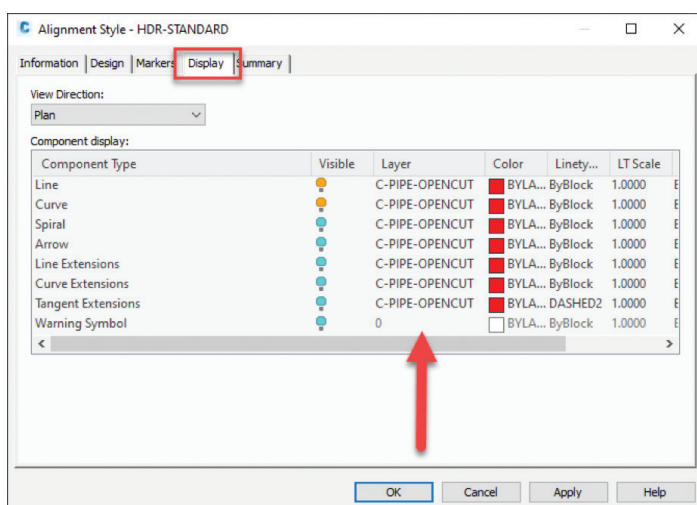 C Alignment Style - HDR-STANDARD
Information Design Markers Display Summary
View Direction:
Plan
Component display:
Component Type Visible Layer Color Linety... LT Scale
Line C-PIPE-OPENCUT BYLA... ByBlock 1.0000 E
Curve C-PIPE-OPENCUT BYLA... ByBlock 1.0000 E
Spiral C-PIPE-OPENCUT BYLA... ByBlock 1.0000 E
Arrow C-PIPE-OPENCUT BYLA... ByBlock 1.0000 E
Line Extensions C-PIPE-OPENCUT BYLA... ByBlock 1.0000 E
Curve Extensions C-PIPE-OPENCUT BYLA... ByBlock 1.0000 E
Tangent Extensions C-PIPE-OPENCUT BYLA... DASHED2 1.0000 E
Warning Symbol 0 BYLA... ByBlock 1.0000 E
OK Cancel Apply Help